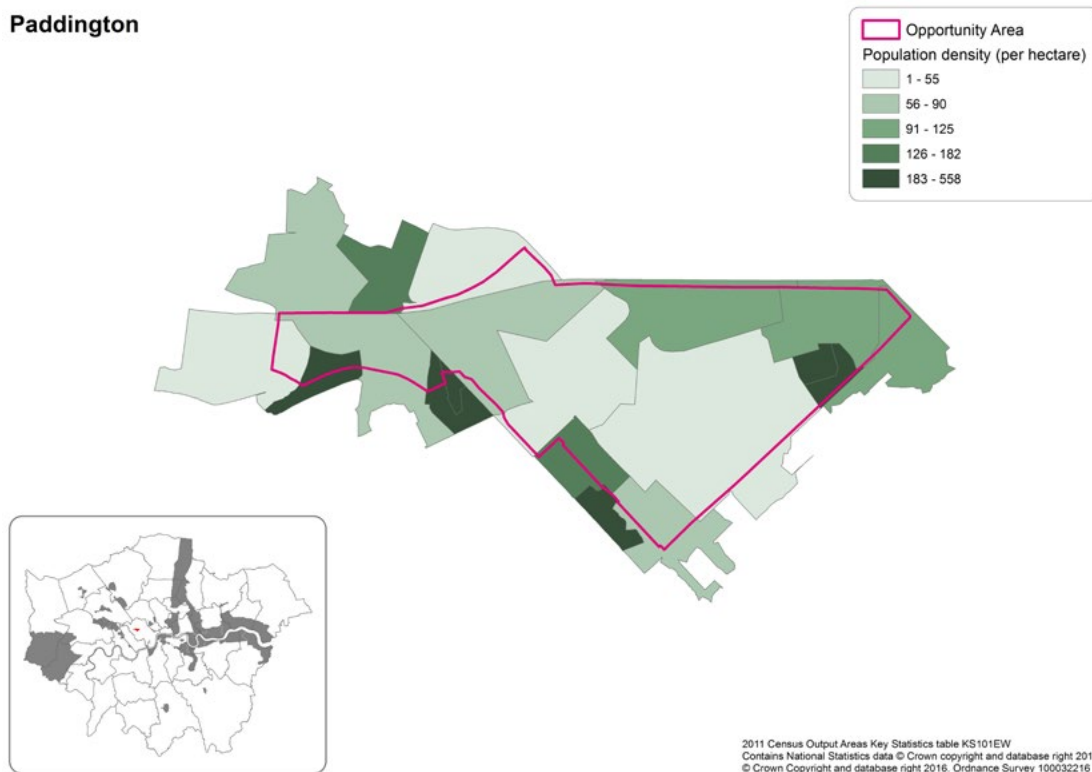 Paddington
Opportunity Area
Population density (per hectare)
1 - 55
56 - 90
91 - 125
126 - 182
183 - 558
2011 Census Output Areas Key Statistics table KS101EW
Contains National Statistics data © Crown copyright and database right 201
© Crown Copyright and database right 2016. Ordnance Survey 100032216